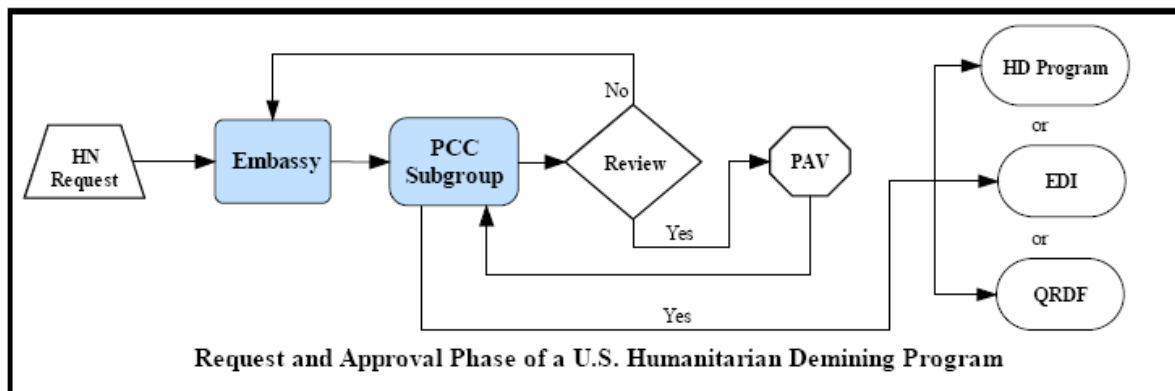 No
HN
Request
Embassy
PCC
Subgroup
Review
Yes
PAV
HD Program
or
EDI
or
QRDF
Yes
Request and Approval Phase of a U.S. Humanitarian Demining Program